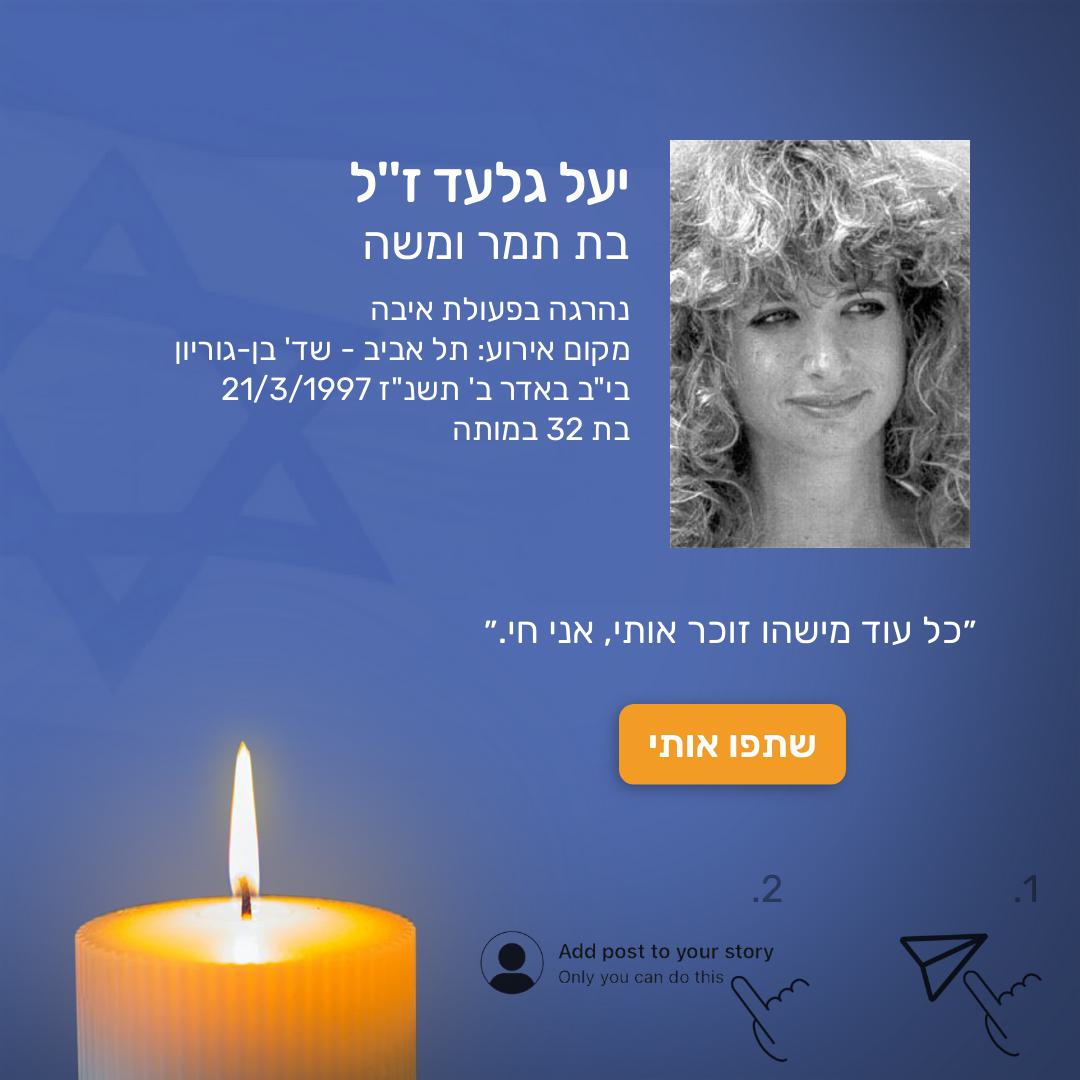 יעל גלעד ז"ל
בת תמר ומשה
נהרגה בפעולת איבה
מקום אירוע: תל אביב - שד' בן-גוריון
בי"ב באדר ב' תשנ"ז 21/3/1997
בת 32 במותה
״כל עוד מישהו זוכר אותי, אני חי.״
שתפו אותי
1.
2.
Add post to your story
Only you can do this